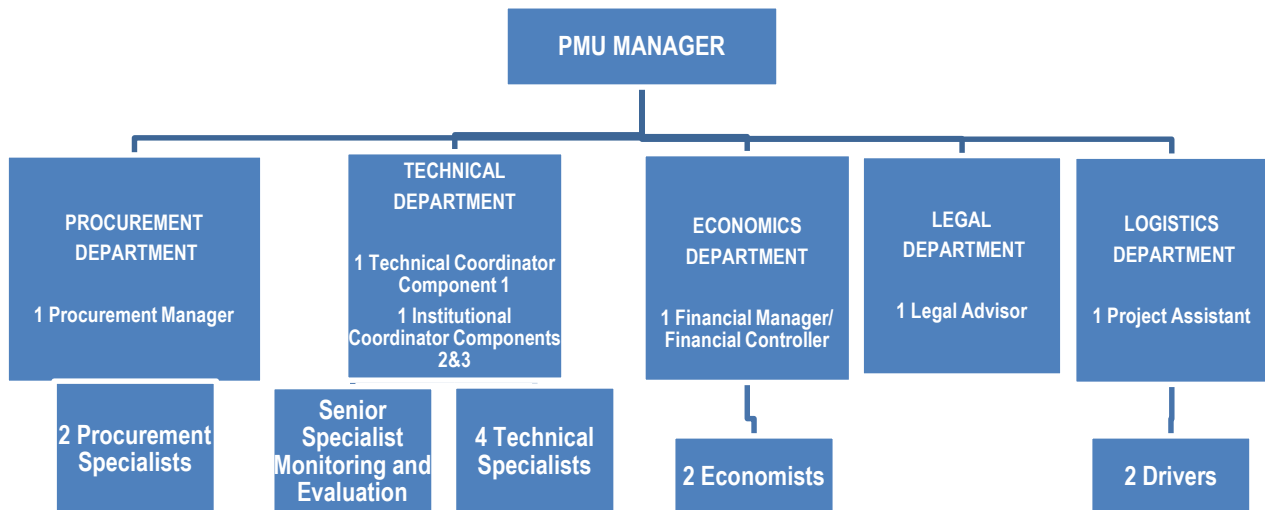 PMU MANAGER
PROCUREMENT
DEPARTMENT
1 Procurement Manager
TECHNICAL
DEPARTMENT
1 Technical Coordinator
Component 1
1 Institutional
Coordinator Components
2&3
ECONOMICS
DEPARTMENT
1 Financial Manager/
Financial Controller
LEGAL
DEPARTMENT
1 Legal Advisor
LOGISTICS
DEPARTMENT
1 Project Assistant
2 Procurement
Specialists
Senior
Specialist
Monitoring and
Evaluation
4 Technical
Specialists
2 Economists
2 Drivers